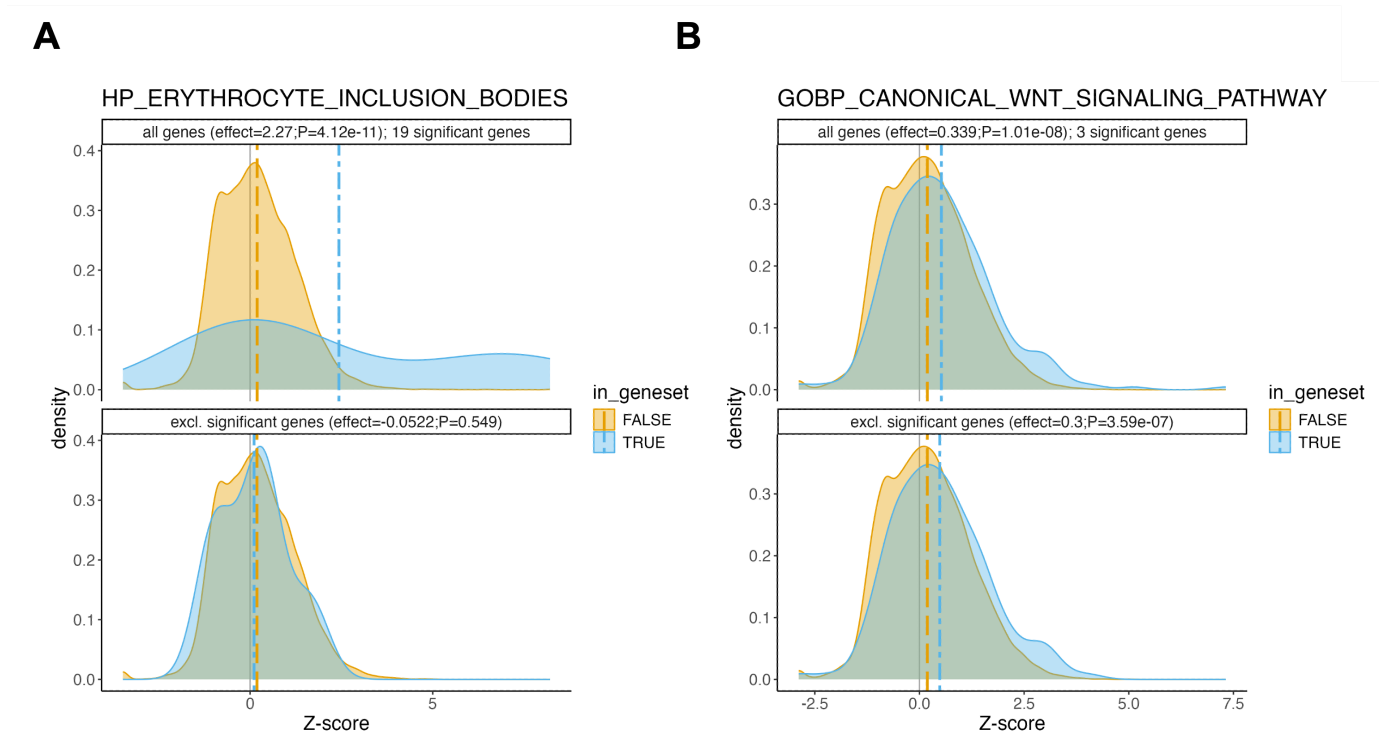 A
HP_ERYTHROCYTE_INCLUSION_BODIES
all genes (effect=2.27;P=4.12e-11); 19 significant genes
0.4
0.3
0.2
0.1
0.0
excl. significant genes (effect=-0.0522;P=0.549)
0.4
0.3
0.2
0.1
0.0
density
0
5
Z-score
in_geneset
FALSE
TRUE
B
GOBP_CANONICAL_WNT_SIGNALING_PATHWAY
all genes (effect=0.339;P=1.01e-08); 3 significant genes
0.3
0.2
0.1
0.0
excl. significant genes (effect=0.3;P=3.59e-07)
0.3
0.2
0.1
0.0
density
-2.5
0.0
2.5
5.0
7.5
Z-score
in_geneset
FALSE
TRUE